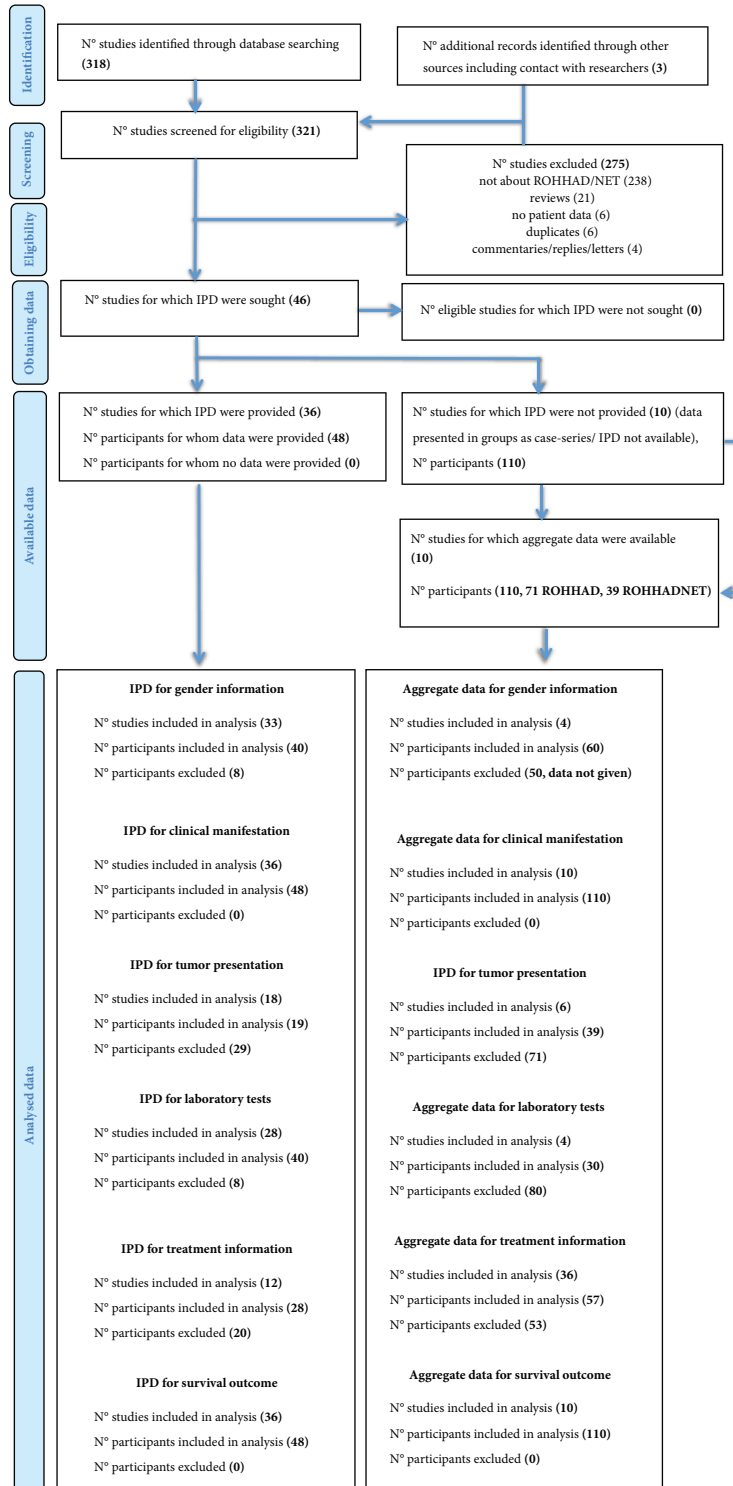 Identification
N° studies identified through database searching
(318)
N° additional records identified through other
sources including contact with researchers (3)
Screening
N° studies screened for eligibility (321)
N° studies excluded (275)
not about ROHHAD/NET (238)
reviews (21)
no patient data (6)
duplicates (6)
commentaries/replies/letters (4)
Eligibility
Obtaining data
N° studies for which IPD were sought (46)
N° eligible studies for which IPD were not sought (0)
Available data
N° studies for which IPD were provided (36)
N° participants for whom data were provided (48)
N° participants for whom no data were provided (0)
N° studies for which IPD were not provided (10) (data
presented in groups as case-series/ IPD not available),
N° participants (110)
N° studies for which aggregate data were available
(10)
N° participants (110, 71 ROHHAD, 39 ROHHADNET)
Analysed data
IPD for gender information
N° studies included in analysis (33)
N° participants included in analysis (40)
N° participants excluded (8)
IPD for clinical manifestation
N° studies included in analysis (36)
N° participants included in analysis (48)
N° participants excluded (0)
IPD for tumor presentation
N° studies included in analysis (18)
N° participants included in analysis (19)
N° participants excluded (29)
IPD for laboratory tests
N° studies included in analysis (28)
N° participants included in analysis (40)
N° participants excluded (8)
IPD for treatment information
N° studies included in analysis (12)
N° participants included in analysis (28)
N° participants excluded (20)
IPD for survival outcome
N° studies included in analysis (36)
N° participants included in analysis (48)
N° participants excluded (0)
Aggregate data for gender information
N° studies included in analysis (4)
N° participants included in analysis (60)
N° participants excluded (50, data not given)
Aggregate data for clinical manifestation
N° studies included in analysis (10)
N° participants included in analysis (110)
N° participants excluded (0)
IPD for tumor presentation
N° studies included in analysis (6)
N° participants included in analysis (39)
N° participants excluded (71)
Aggregate data for laboratory tests
N° studies included in analysis (4)
N° participants included in analysis (30)
N° participants excluded (80)
Aggregate data for treatment information
N° studies included in analysis (36)
N° participants included in analysis (57)
N° participants excluded (53)
Aggregate data for survival outcome
N° studies included in analysis (10)
N° participants included in analysis (110)
N° participants excluded (0)